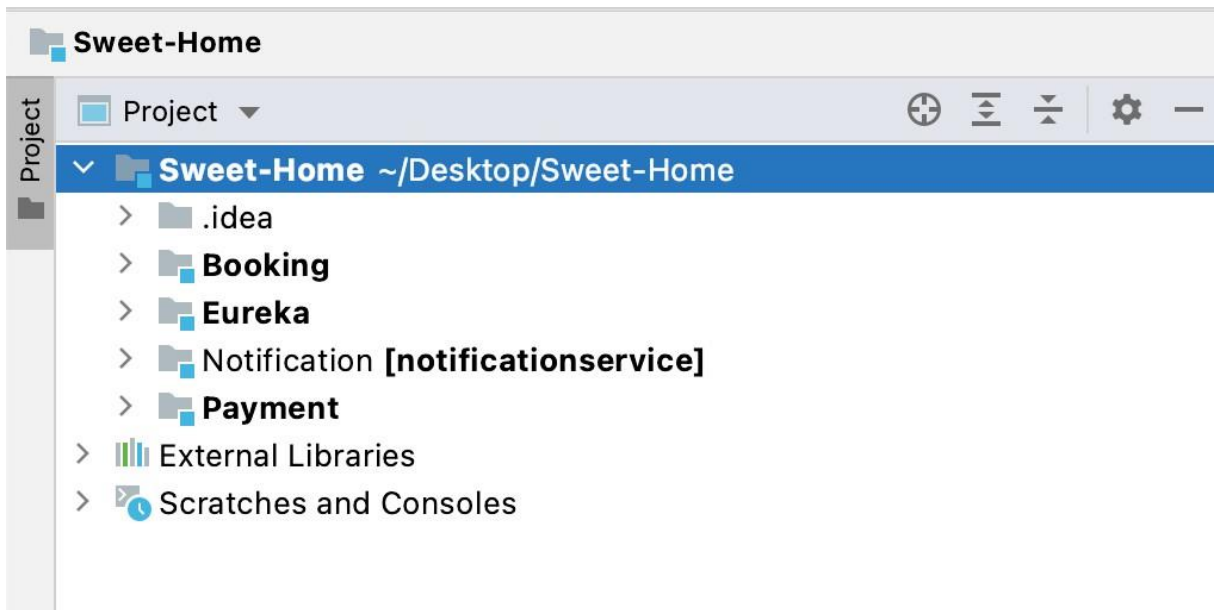 Sweet-Home
Project
Project
Sweet-Home ~/Desktop/Sweet-Home
.idea
Booking
Eureka
Notification [notificationservice]
Payment
External Libraries
Scratches and Consoles